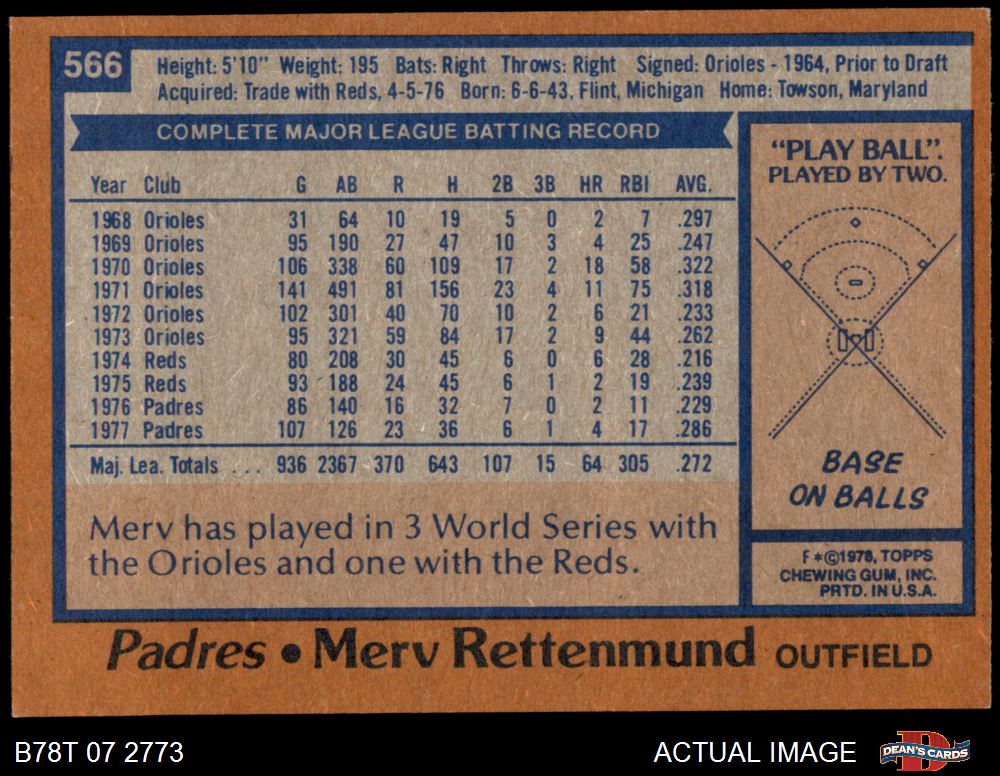 566
Height: 5'10" Weight: 195 Bats: Right Throws: Right Signed: Orioles - 1964, Prior to Draft
Acquired: Trade with Reds, 4-5-76 Born: 6-6-43, Flint, Michigan Home: Towson, Maryland
COMPLETE MAJOR LEAGUE BATTING RECORD
Year Club G AB R H 2B 3B HR RBI AVG.
1968 Orioles 31 64 10 19 5 0 2 7 .297
1969 Orioles 95 190 27 47 10 3 4 25 .247
1970 Orioles 106 338 60 109 17 2 18 58 .322
1971 Orioles 141 491 81 156 23 4 11 75 .318
1972 Orioles 102 301 40 70 10 2 6 21 .233
1973 Orioles 95 321 59 84 17 2 9 44 .262
1974 Reds 80 208 30 45 6 0 6 28 .216
1975 Reds 93 188 24 45 6 1 2 19 .239
1976 Padres 86 140 16 32 7 0 2 11 .229
1977 Padres 107 126 23 36 6 1 4 17 .286
Maj. Lea. Totals ... 936 2367 370 643 107 15 64 305 .272
Merv has played in 3 World Series with
the Orioles and one with the Reds.
"PLAY BALL".
PLAYED BY TWO.
BASE
ON BALLS
F *©1978, TOPPS
CHEWING GUM, INC.
PRTD. IN U.S.A.
Padres • Merv Rettenmund OUTFIELD
B78T 07 2773
ACTUAL IMAGE
DEAN'S CARDS